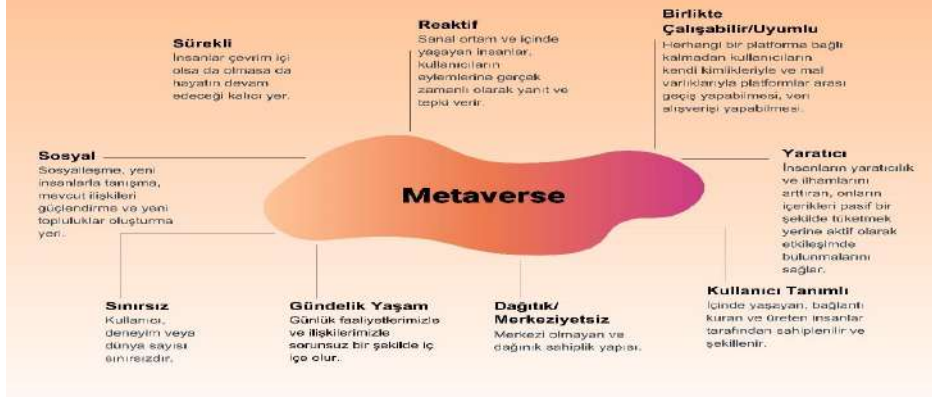 Sürekli
İnsanlar çevrim içi
olsa da olmasa da
hayatın devam
edeceği kalıcı yer.
Reaktif
Sanal ortam ve içinde
yaşayan insanlar,
kullanıcıların
eylemlerine gerçek
zamanlı olarak yanıt ve
tepki verir.
Birlikte
Çalışabilir/Uyumlu
Herhangi bir platforma bağlı
kalmadan kullanıcıların
kendi kimlikleriyle ve mal
varlıklarıyla platformlar arası
geçiş yapabilmesi, veri
alışverişi yapabilmesi.
Sosyal
Sosyalleşme, yeni
insanlarla tanışma,
mevcut ilişkileri
güçlendirme ve yeni
topluluklar oluşturma
yeri.
Metaverse
Yaratıcı
İnsanların yaratıcılık
ve ilhamlarını
arttıran, onların
içerikleri pasif bir
şekilde tüketmek
yerine aktif olarak
etkileşimde
bulunmalarını
sağlar.
Sınırsız
Kullanıcı,
deneyim veya
dünya sayısı
sınırsızdır.
Gündelik Yaşam
Günlük faaliyetlerimizle
ve ilişkilerimizle
sorunsuz bir şekilde iç
içe olur.
Dağıtık/
Merkeziyetsiz
Merkezi olmayan ve
dağınık sahiplik yapısı.
Kullanıcı Tanımlı
İçinde yaşayan, bağlantı
kuran ve üreten insanlar
tarafından sahiplenilir ve
şekillenir.